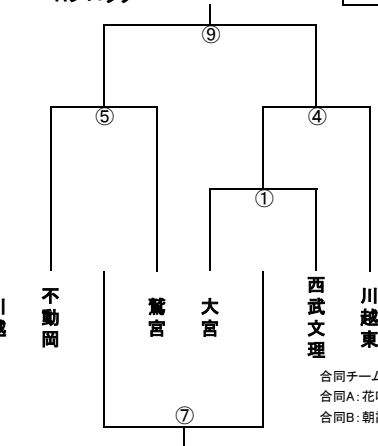 ⑨
⑤
④
①
不動岡
鷲宮
大宮
西武文理
川越東
合同チーム
合同A：花
合同B：朝
⑦